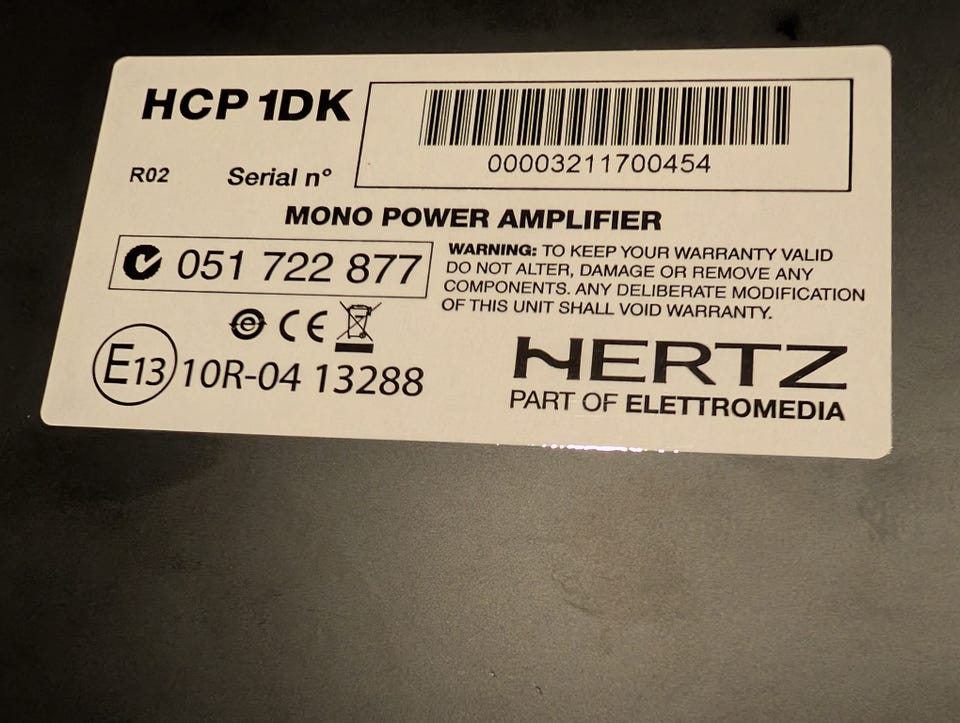 HCP 1DK
00003211700454
R02 Serial n°
MONO POWER AMPLIFIER
051 722 877
WARNING: TO KEEP YOUR WARRANTY VALID
DO NOT ALTER, DAMAGE OR REMOVE ANY
COMPONENTS. ANY DELIBERATE MODIFICATION
OF THIS UNIT SHALL VOID WARRANTY.
e CE
E13 10R-04 13288
HERTZ
PART OF ELETTROMEDIA